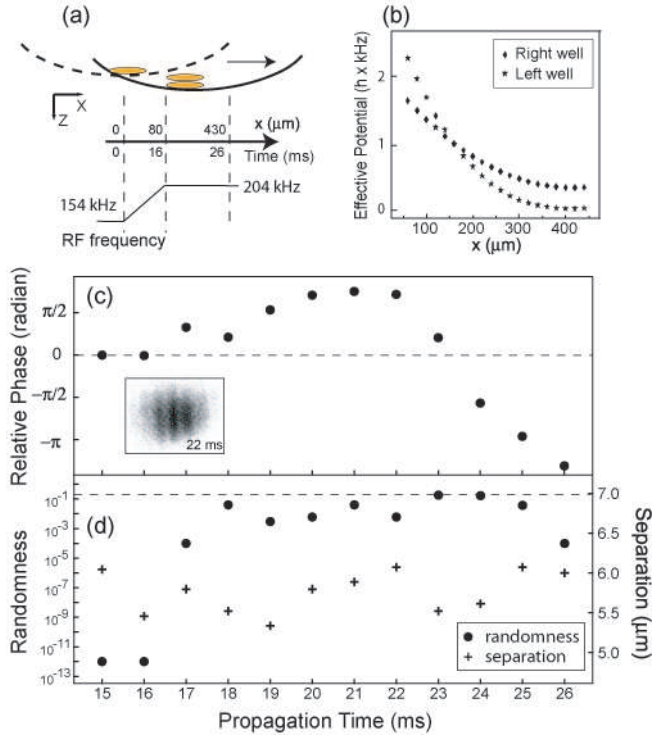 (a)
X
Z
0 80 430 x (μm)
0 16 26 Time (ms)
154 kHz
204 kHz
RF frequency
(b)
Effective Potential (h x kHz)
Right well
Left well
2
1
0
100 200 300 400
x (μm)
(c)
Relative Phase (radian)
π/2
0
−π/2
−π
22 ms
(d)
Randomness
10-1
10-3
10-5
10-7
10-9
10-11
10-13
7.0
6.0
5.5
5.0
Separation (μm)
randomness
separation
15 16 17 18 19 20 21 22 23 24 25 26
Propagation Time (ms)